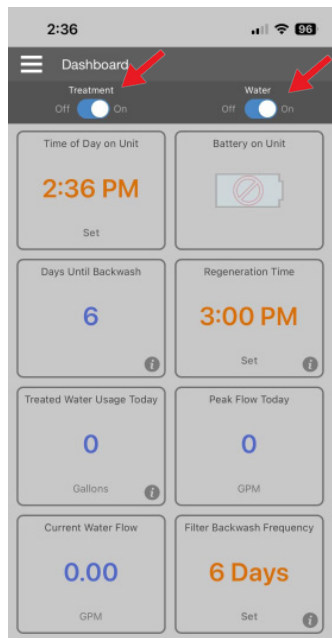 2:36 96
Dashboard
Treatment Water
Off On Off On
Time of Day on Unit Battery on Unit
2:36 PM
Set
Days Until Backwash Regeneration Time
6 3:00 PM
Set
Treated Water Usage Today Peak Flow Today
0 0
Gallons GPM
Current Water Flow Filter Backwash Frequency
0.00 6 Days
GPM Set